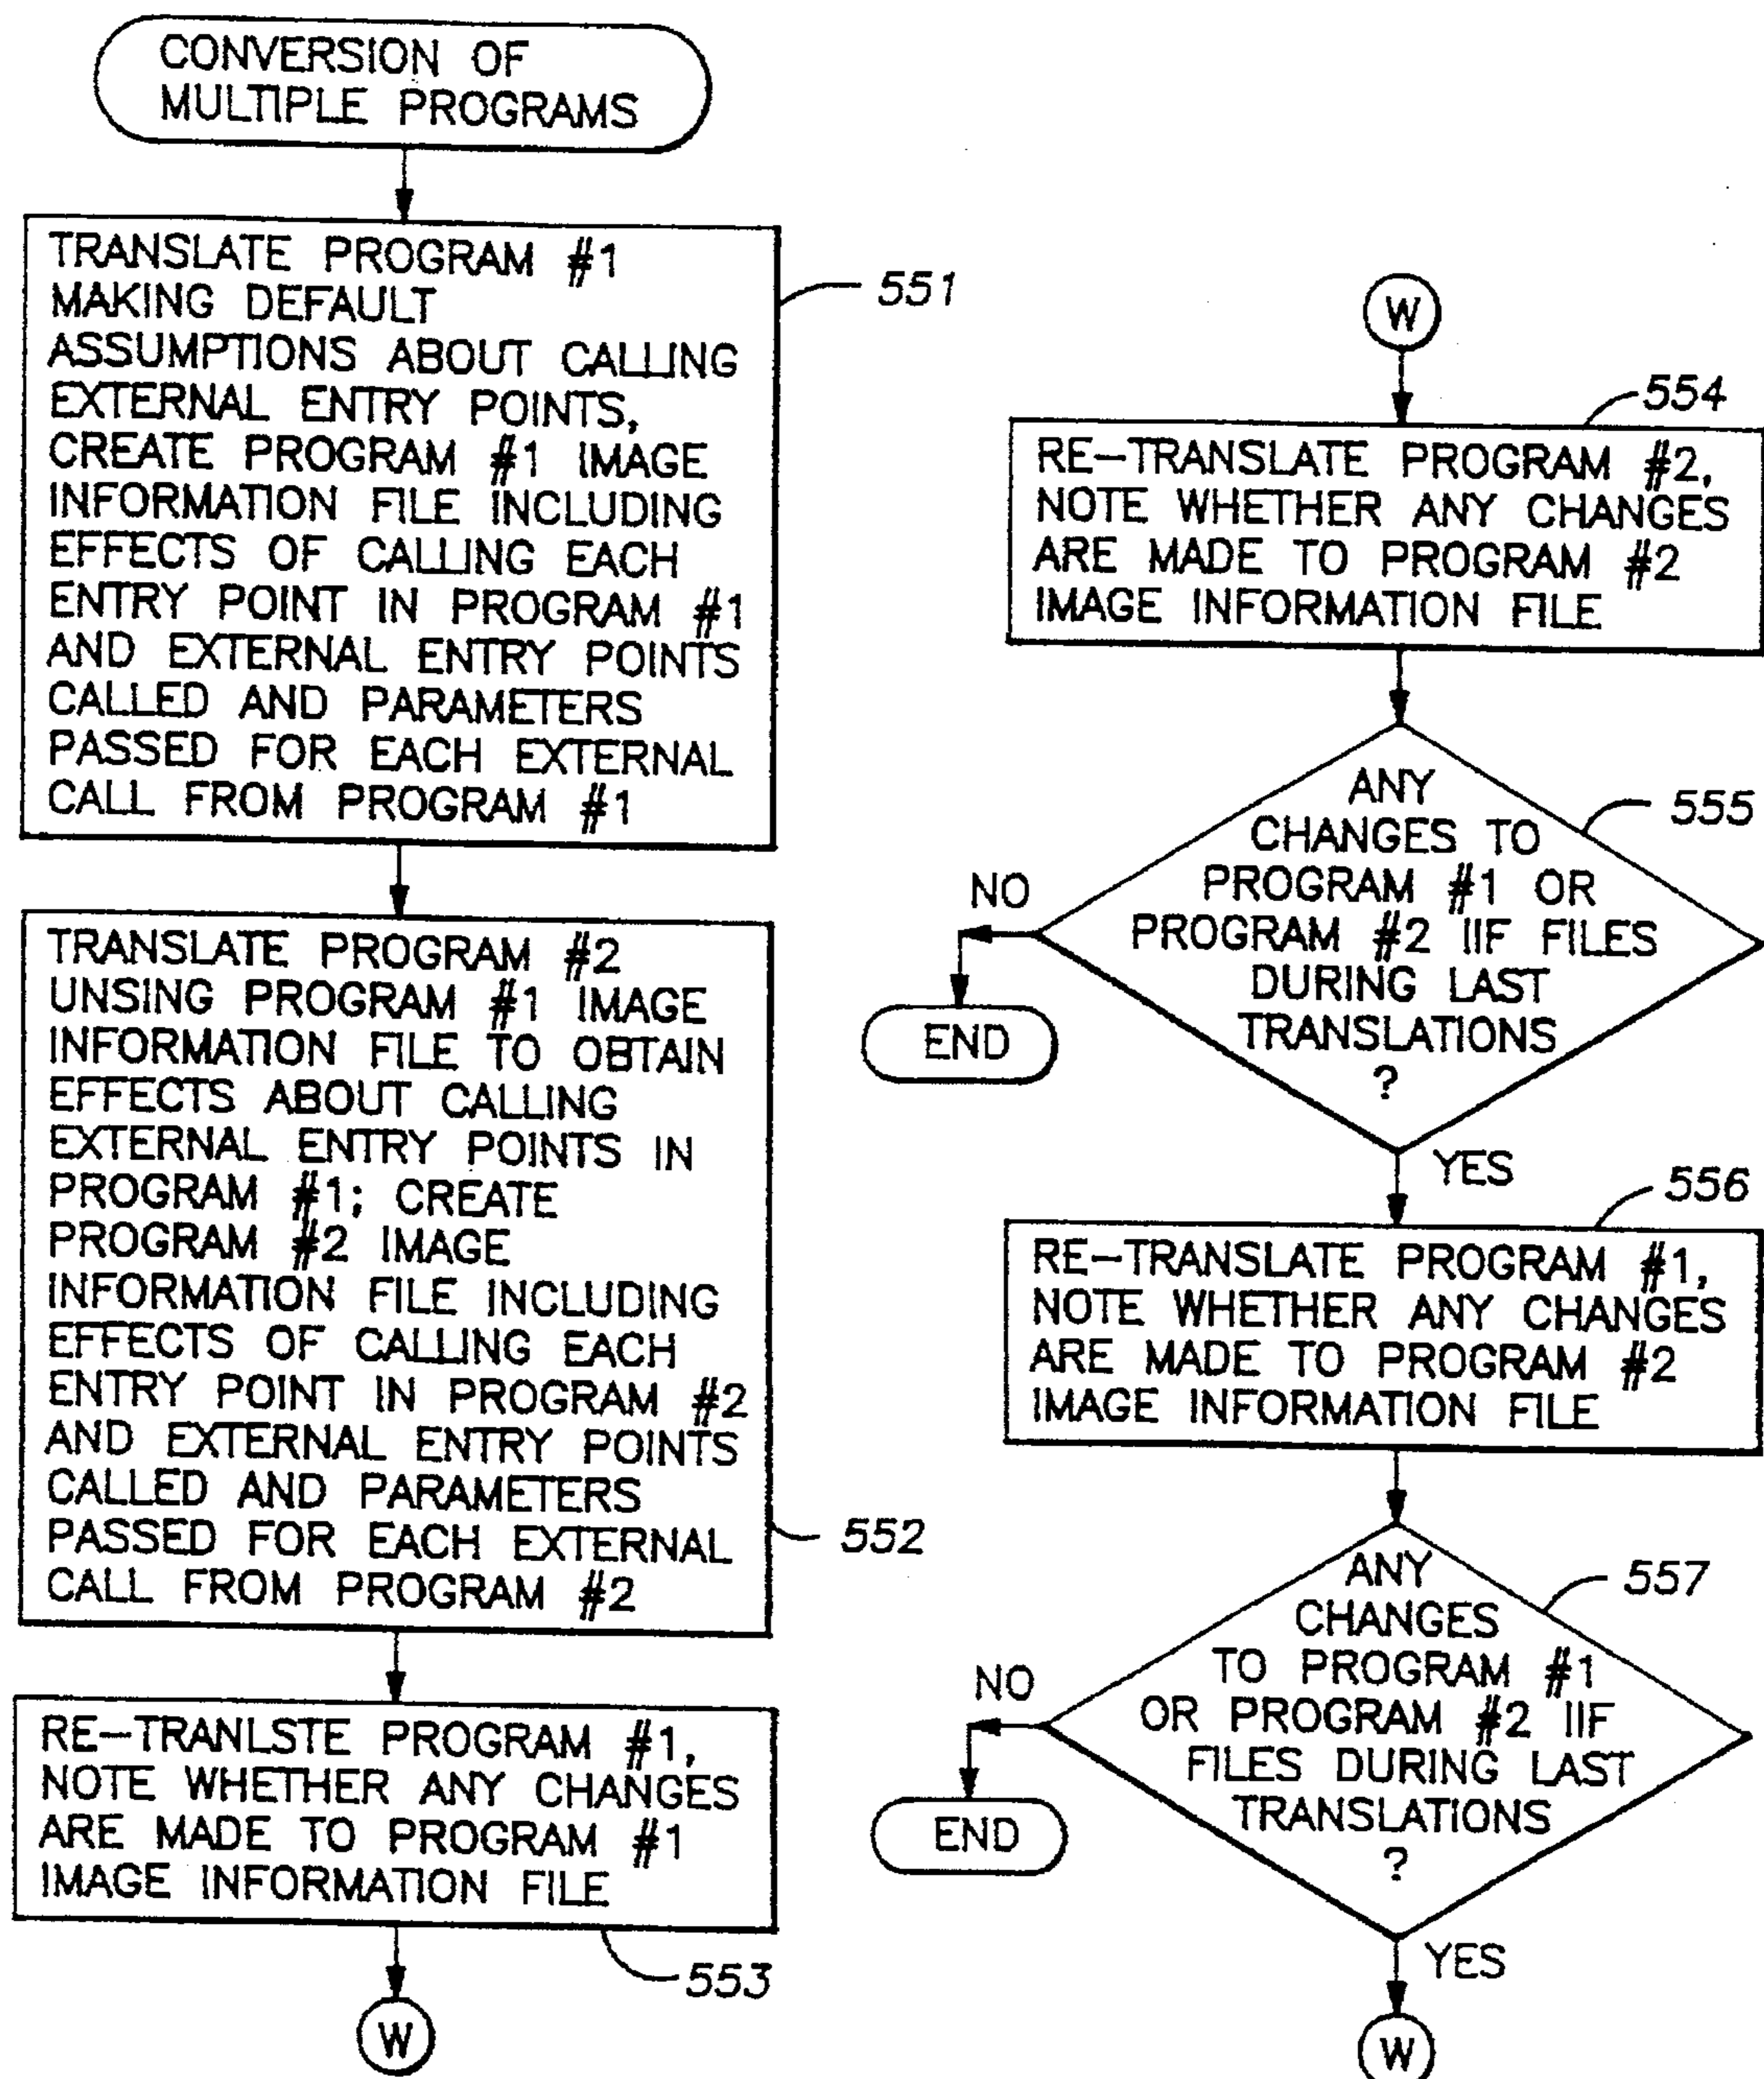 CONVERSION OF
MULTIPLE PROGRAMS
TRANSLATE PROGRAM #1
MAKING DEFAULT
ASSUMPTIONS ABOUT CALLING
EXTERNAL ENTRY POINTS,
CREATE PROGRAM #1 IMAGE
INFORMATION FILE INCLUDING
EFFECTS OF CALLING EACH
ENTRY POINT IN PROGRAM #1
AND EXTERNAL ENTRY POINTS
CALLED AND PARAMETERS
PASSED FOR EACH EXTERNAL
CALL FROM PROGRAM #1
551
TRANSLATE PROGRAM #2
UNSING PROGRAM #1 IMAGE
INFORMATION FILE TO OBTAIN
EFFECTS ABOUT CALLING
EXTERNAL ENTRY POINTS IN
PROGRAM #1; CREATE
PROGRAM #2 IMAGE
INFORMATION FILE INCLUDING
EFFECTS OF CALLING EACH
ENTRY POINT IN PROGRAM #2
AND EXTERNAL ENTRY POINTS
CALLED AND PARAMETERS
PASSED FOR EACH EXTERNAL
CALL FROM PROGRAM #2
552
RE-TRANLSTE PROGRAM #1,
NOTE WHETHER ANY CHANGES
ARE MADE TO PROGRAM #1
IMAGE INFORMATION FILE
553
W
W
554
RE-TRANSLATE PROGRAM #2,
NOTE WHETHER ANY CHANGES
ARE MADE TO PROGRAM #2
IMAGE INFORMATION FILE
555
ANY
CHANGES TO
PROGRAM #1 OR
PROGRAM #2 IIF FILES
DURING LAST
TRANSLATIONS
?
NO
END
YES
556
RE-TRANSLATE PROGRAM #1,
NOTE WHETHER ANY CHANGES
ARE MADE TO PROGRAM #2
IMAGE INFORMATION FILE
557
ANY
CHANGES
TO PROGRAM #1
OR PROGRAM #2 IIF
FILES DURING LAST
TRANSLATIONS
?
NO
END
YES
W